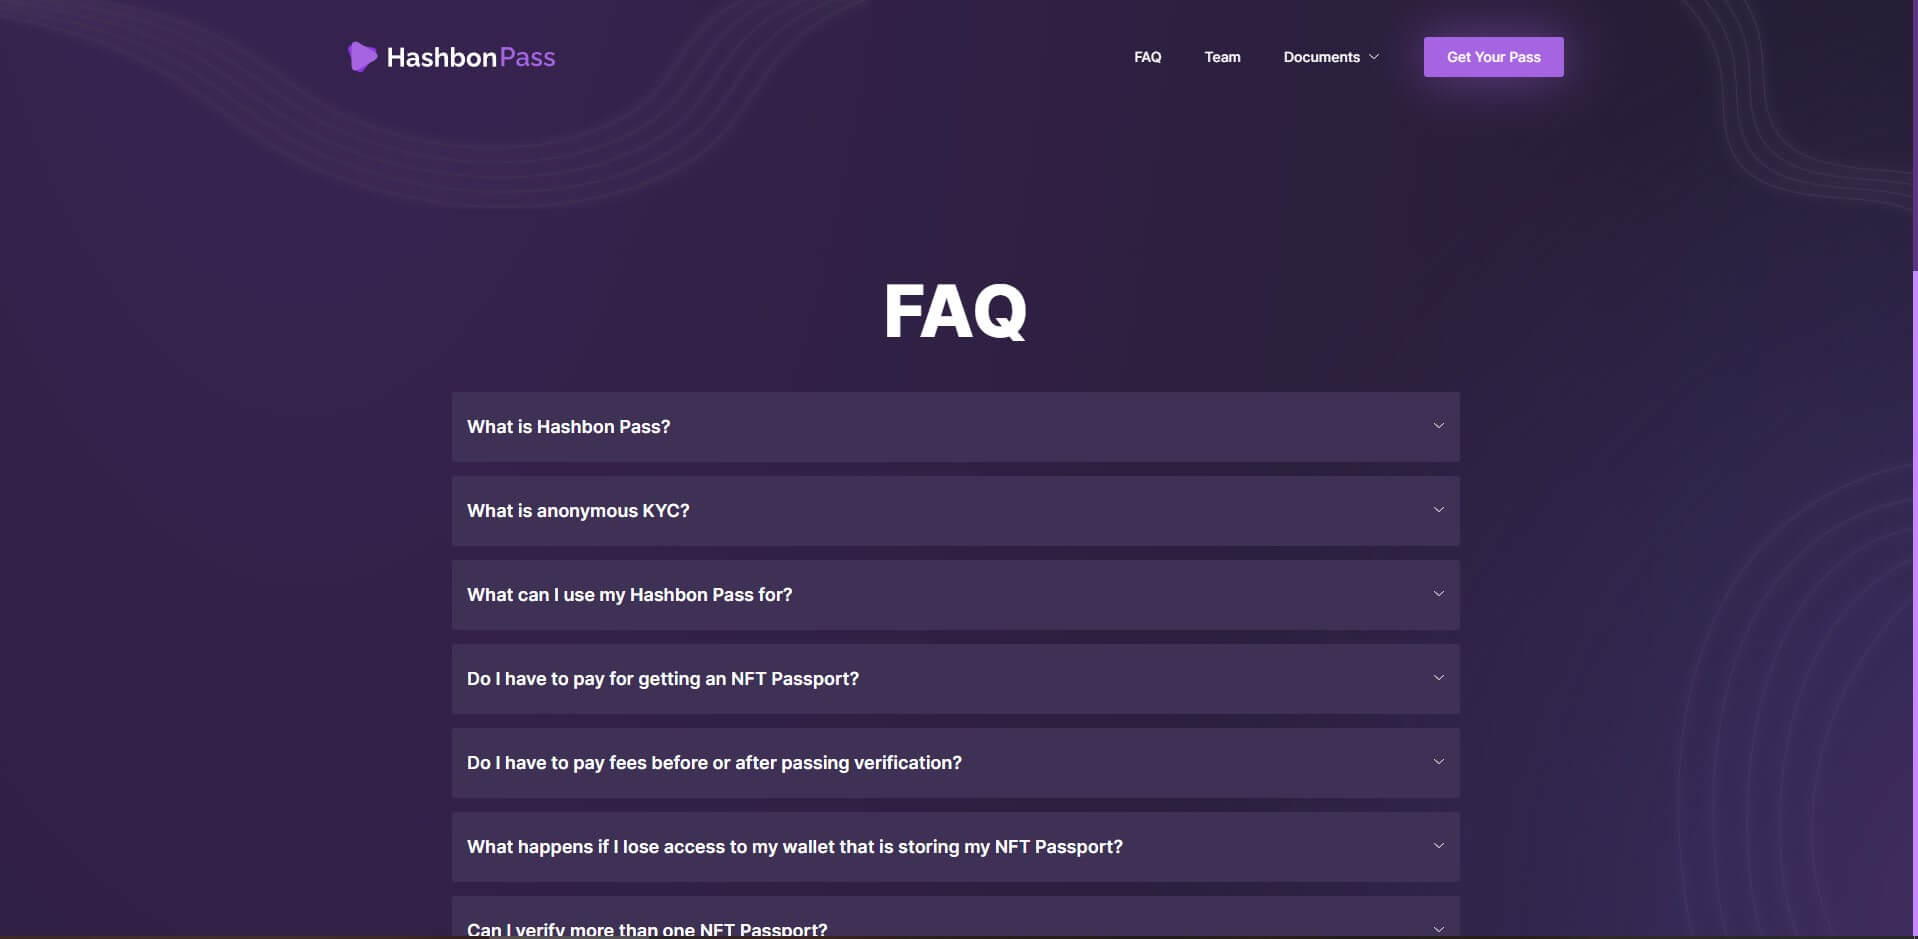 HashbonPass
FAQ
Team
Documents
Get Your Pass
FAQ
What is Hashbon Pass?
What is anonymous KYC?
What can I use my Hashbon Pass for?
Do I have to pay for getting an NFT Passport?
Do I have to pay fees before or after passing verification?
What happens if I lose access to my wallet that is storing my NFT Passport?
Can I verify more than one NFT Passport?